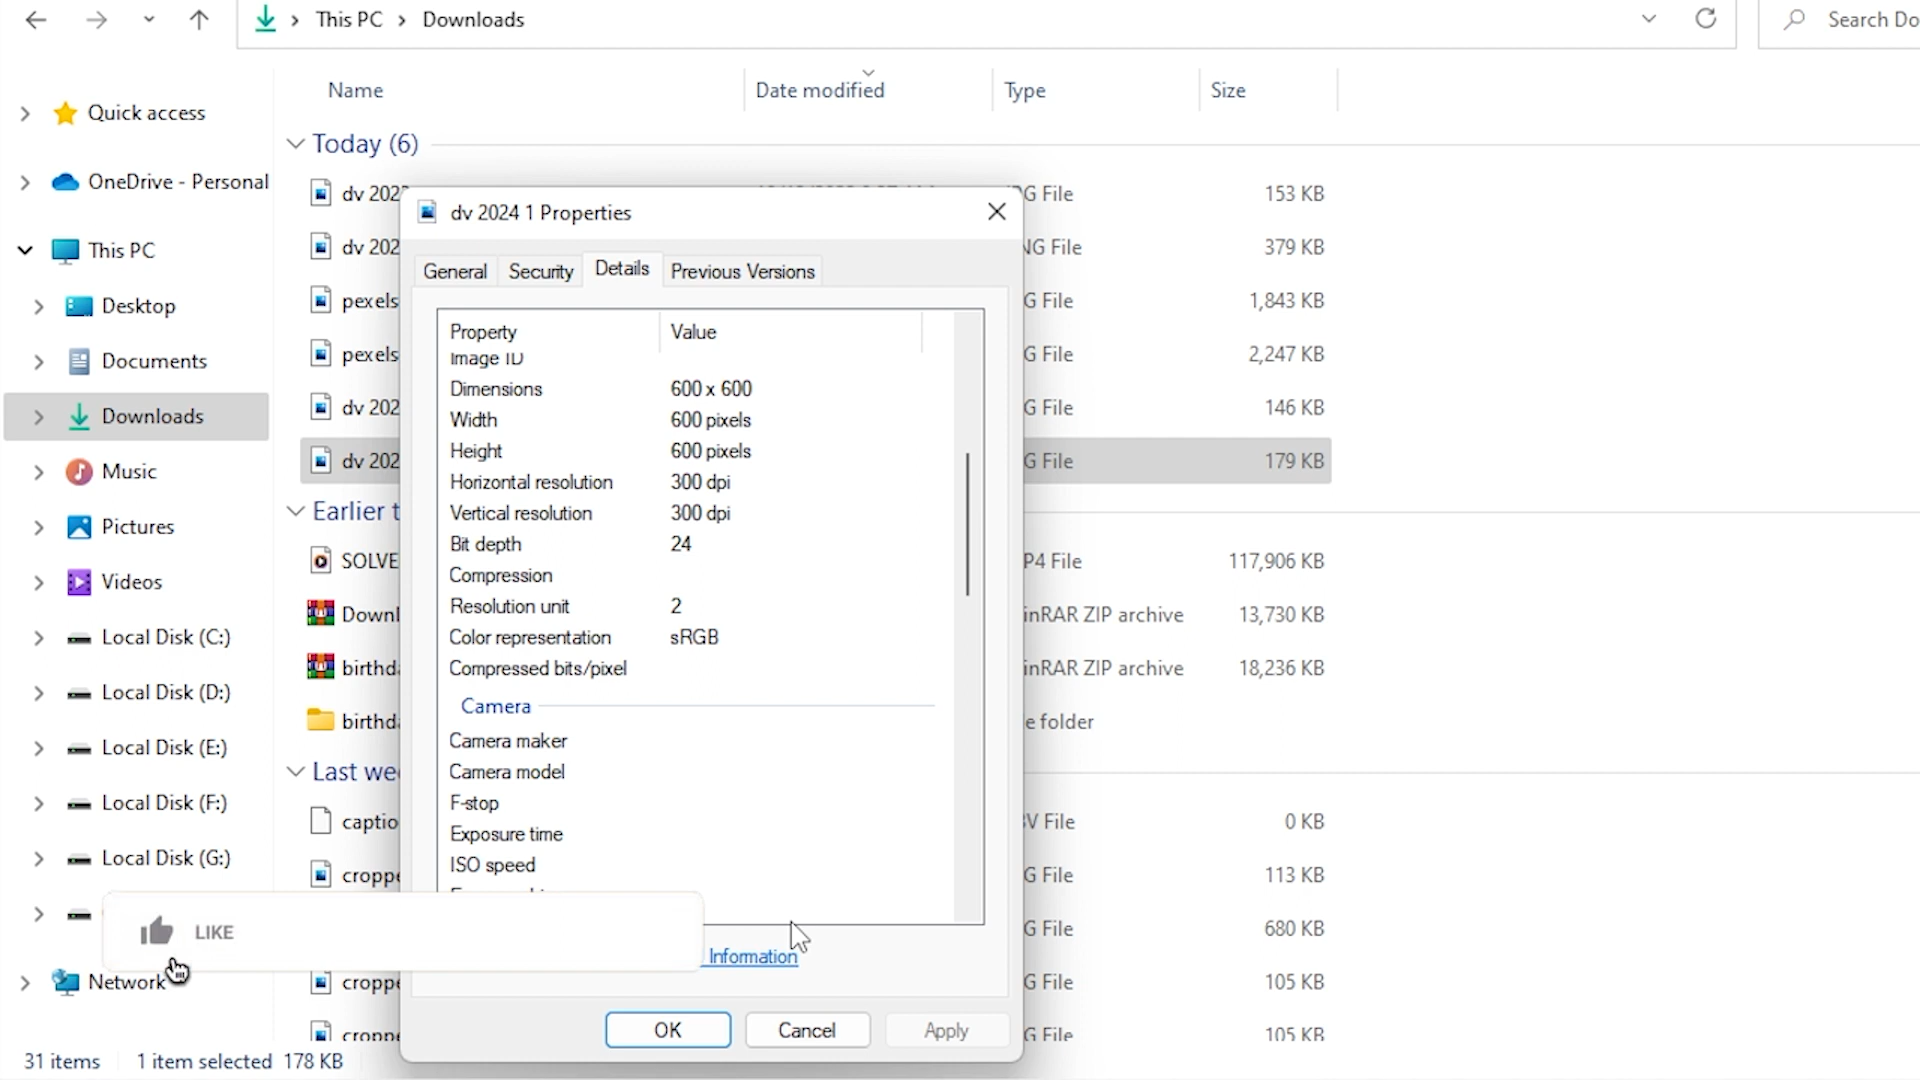 This PC > Downloads
Search Do
Name
Date modified
Type
Size
Quick access
OneDrive - Personal
This PC
Desktop
Documents
Downloads
Music
Pictures
Videos
Local Disk (C:)
Local Disk (D:)
Local Disk (E:)
Local Disk (F:)
Local Disk (G:)
Network
Today (6)
dv 202
G File
153 KB
dv 202
NG File
379 KB
pexels
G File
1,843 KB
pexels
G File
2,247 KB
dv 202
G File
146 KB
dv 202
G File
179 KB
Earlier t
SOLVE
P4 File
117,906 KB
Downl
inRAR ZIP archive
13,730 KB
birthda
inRAR ZIP archive
18,236 KB
birthda
e folder
Last wee
captio
V File
0 KB
croppe
G File
113 KB
G File
680 KB
croppe
G File
105 KB
croppe
G File
105 KB
dv 2024 1 Properties
General
Security
Details
Previous Versions
Property
Value
Image ID
Dimensions 600 x 600
Width 600 pixels
Height 600 pixels
Horizontal resolution 300 dpi
Vertical resolution 300 dpi
Bit depth 24
Compression
Resolution unit 2
Color representation sRGB
Compressed bits/pixel
Camera
Camera maker
Camera model
F-stop
Exposure time
ISO speed
Information
OK
Cancel
Apply
LIKE
31 items
1 item selected 178 KB